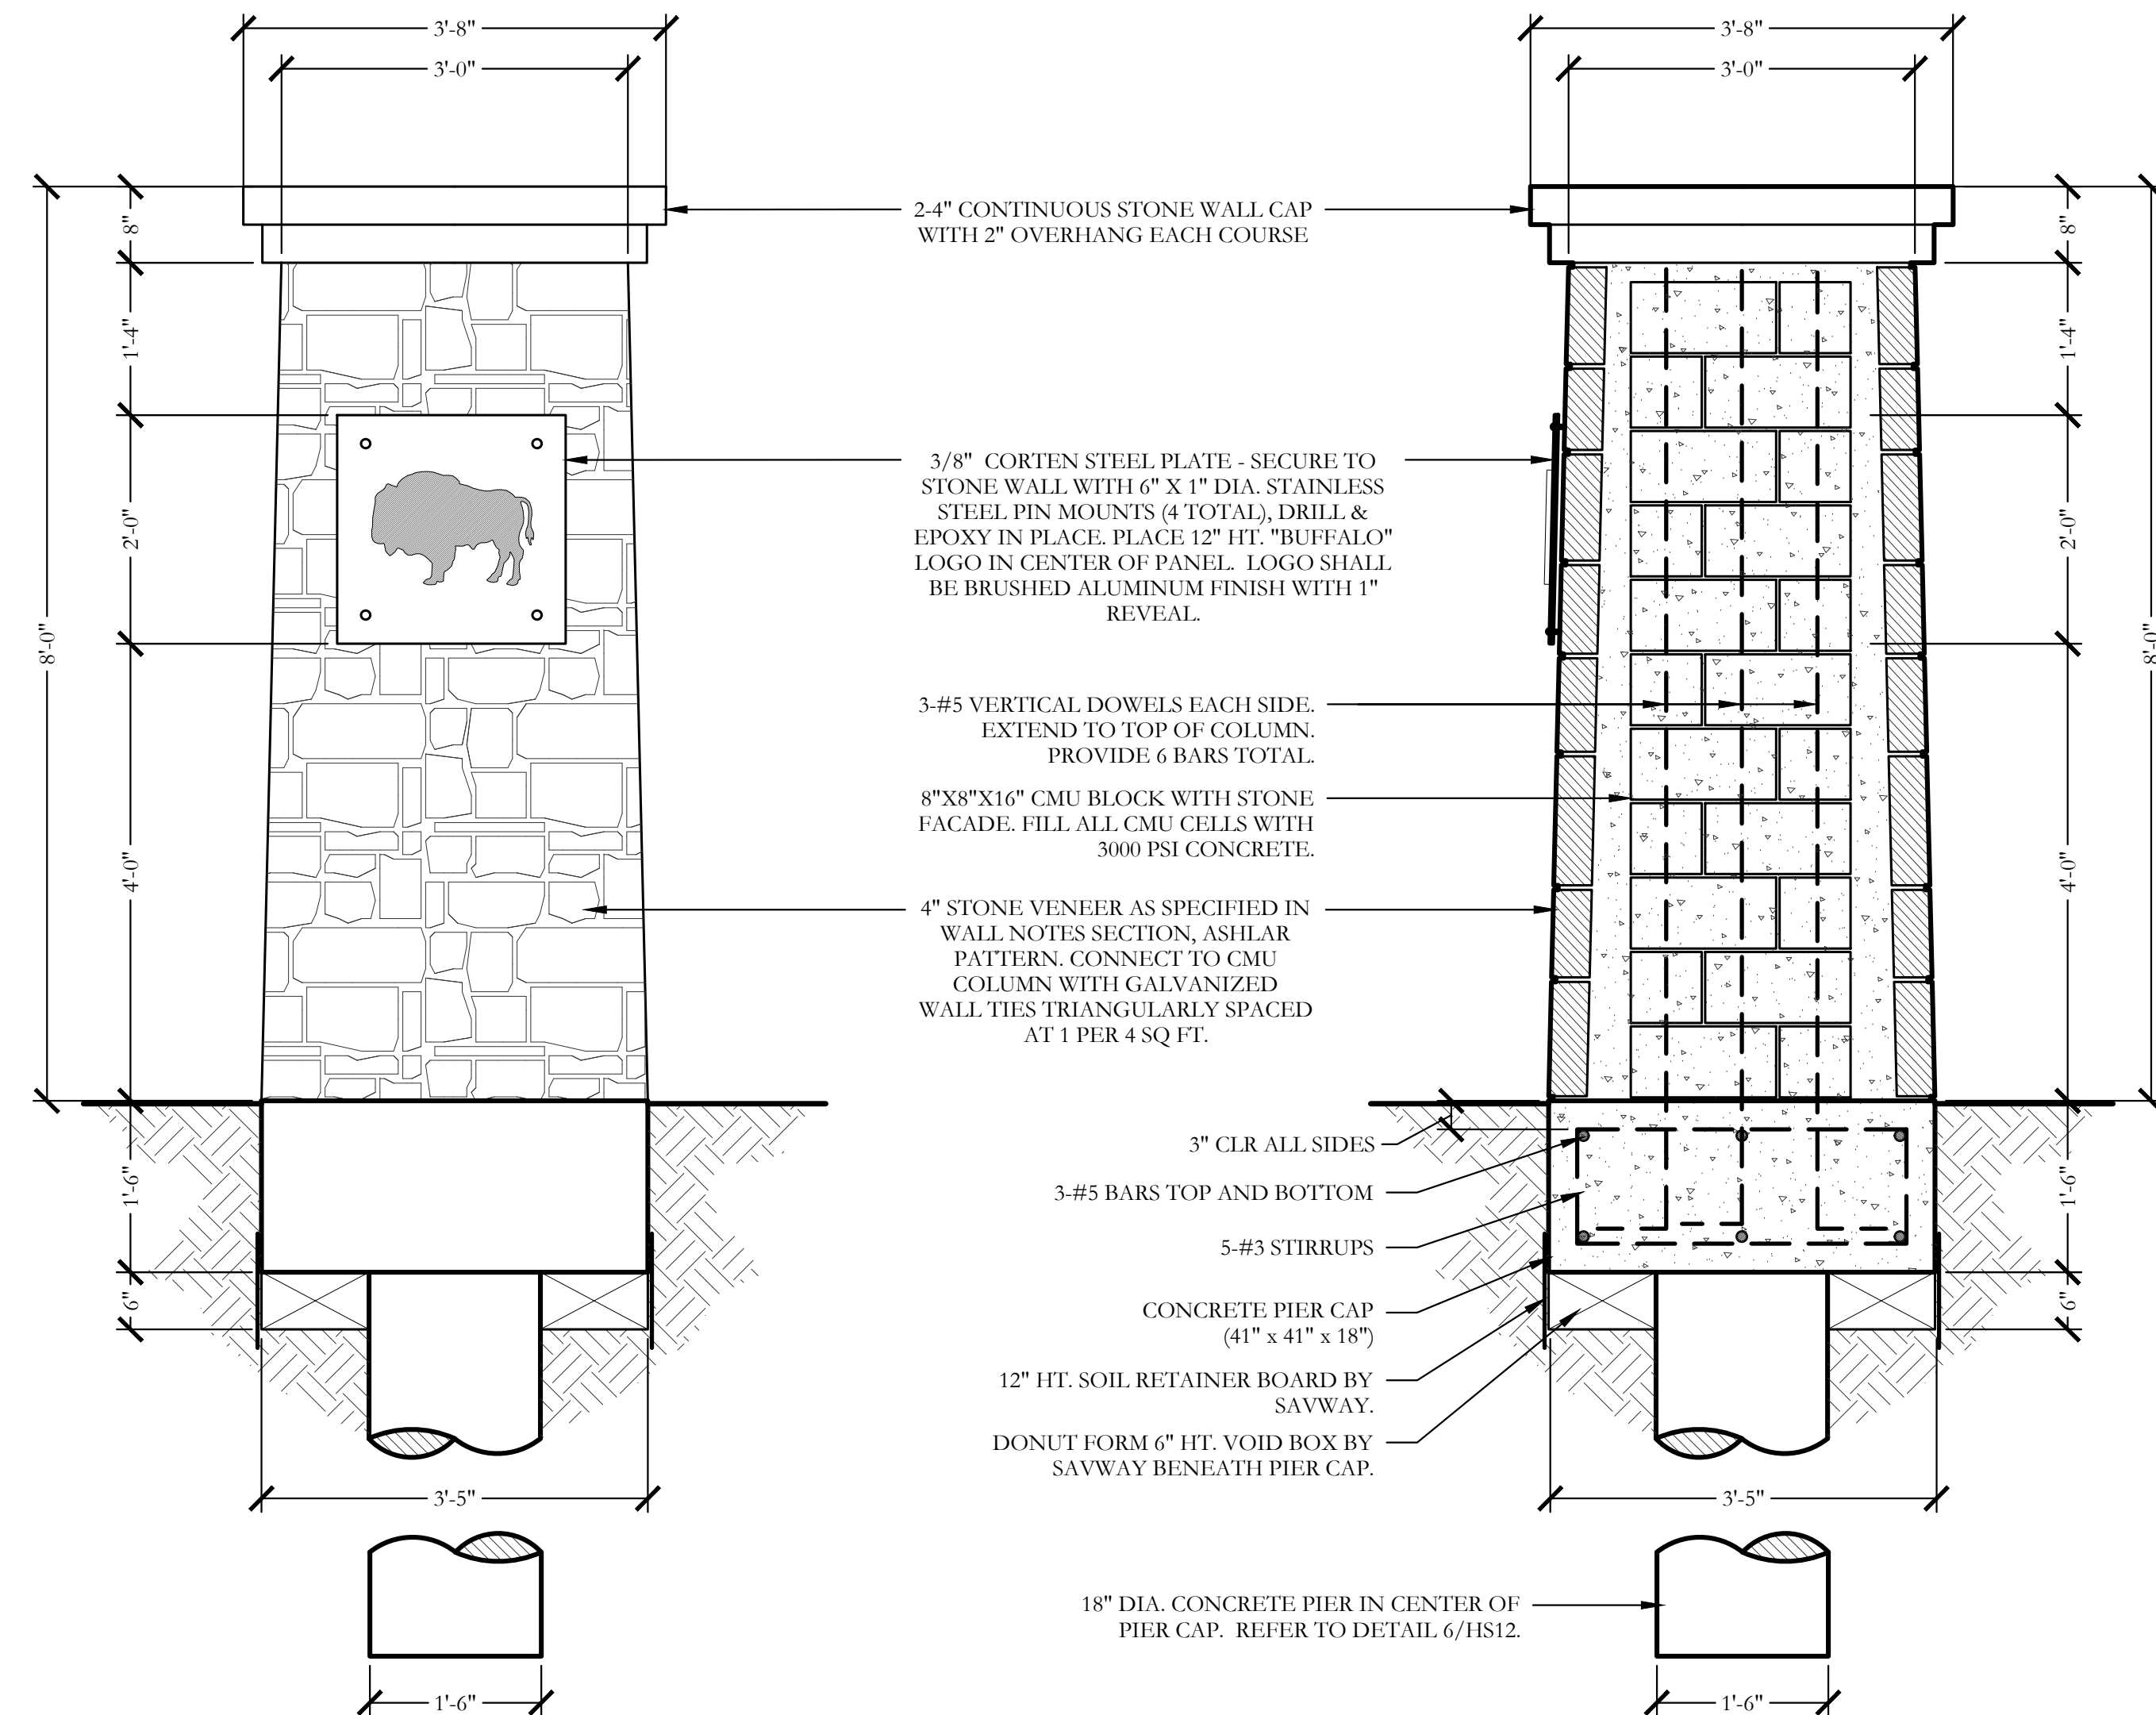 3'-8"
3'-0"
3'-8"
3'-0"
8"
1'-4"
2'-0"
8'-0"
4'-0"
1'-6"
6"
3'-5"
1'-6"
2-4" CONTINUOUS STONE WALL CAP
WITH 2" OVERHANG EACH COURSE
3/8" CORTEN STEEL PLATE - SECURE TO
STONE WALL WITH 6" X 1" DIA. STAINLESS
STEEL PIN MOUNTS (4 TOTAL), DRILL &
EPOXY IN PLACE. PLACE 12" HT. "BUFFALO"
LOGO IN CENTER OF PANEL. LOGO SHALL
BE BRUSHED ALUMINUM FINISH WITH 1"
REVEAL.
3-#5 VERTICAL DOWELS EACH SIDE.
EXTEND TO TOP OF COLUMN.
PROVIDE 6 BARS TOTAL.
8"X8"X16" CMU BLOCK WITH STONE
FACADE. FILL ALL CMU CELLS WITH
3000 PSI CONCRETE.
4" STONE VENEER AS SPECIFIED IN
WALL NOTES SECTION, ASHLAR
PATTERN. CONNECT TO CMU
COLUMN WITH GALVANIZED
WALL TIES TRIANGULARLY SPACED
AT 1 PER 4 SQ FT.
3" CLR ALL SIDES
3-#5 BARS TOP AND BOTTOM
5-#3 STIRRUPS
CONCRETE PIER CAP
(41" x 41" x 18")
12" HT. SOIL RETAINER BOARD BY
SAVWAY.
DONUT FORM 6" HT. VOID BOX BY
SAVWAY BENEATH PIER CAP.
18" DIA. CONCRETE PIER IN CENTER OF
PIER CAP. REFER TO DETAIL 6/HS12.
8"
1'-4"
2'-0"
8'-0"
4'-0"
1'-6"
6"
3'-5"
1'-6"